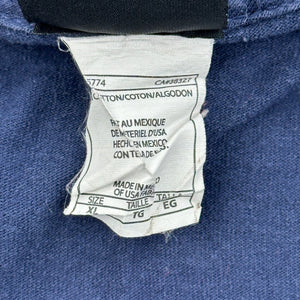 5774 CA#38327
COTTON/COTON/ALGODON
FAIT AU MEXIQUE
DE MATERIEL D'USA
HECHO EN MEXICO
CON TELA DE E.U.
MADE IN MEXICO
OF USA FABRIC
SIZE TAILLE TALLA
XL TG EG